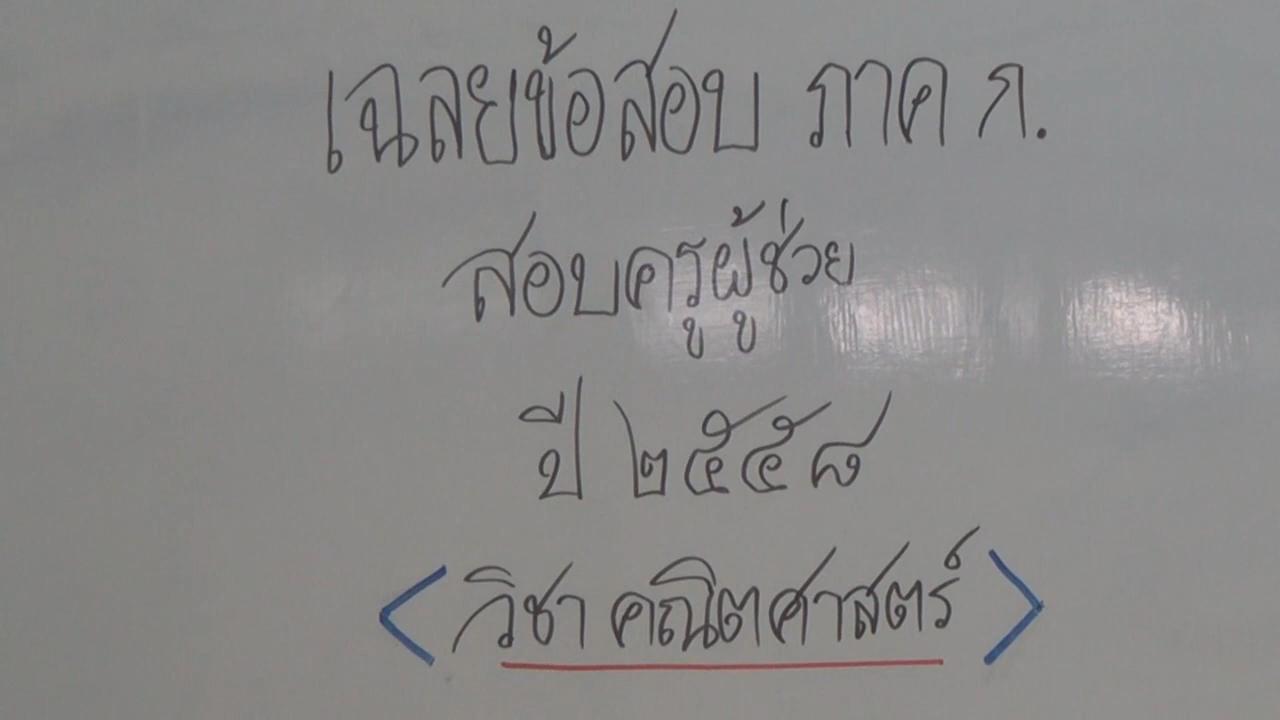 เฉลยข้อสอบ ภาค ก.
สอบครูผู้ช่วย
ปี ๒๕๕๘
<วิชา คณิตศาสตร์>